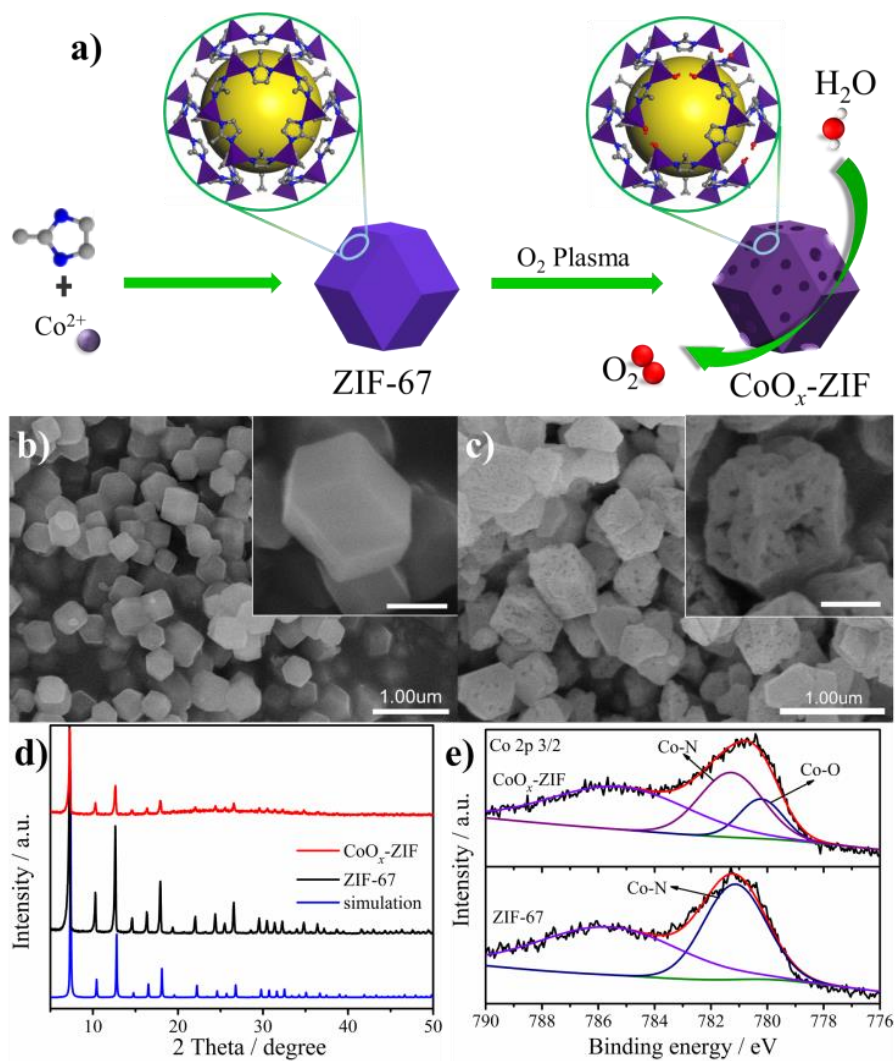 a)
H₂O
O₂ Plasma
+
Co²⁺
O₂
ZIF-67
CoOₓ-ZIF
b)
1.00um
c)
1.00um
d)
CoOₓ-ZIF
ZIF-67
simulation
Intensity / a.u.
10 20 30 40 50
2 Theta / degree
e)
Co 2p 3/2
Co-N
CoOₓ-ZIF
Co-O
Co-N
ZIF-67
Intensity / a.u.
790 788 786 784 782 780 778 776
Binding energy / eV